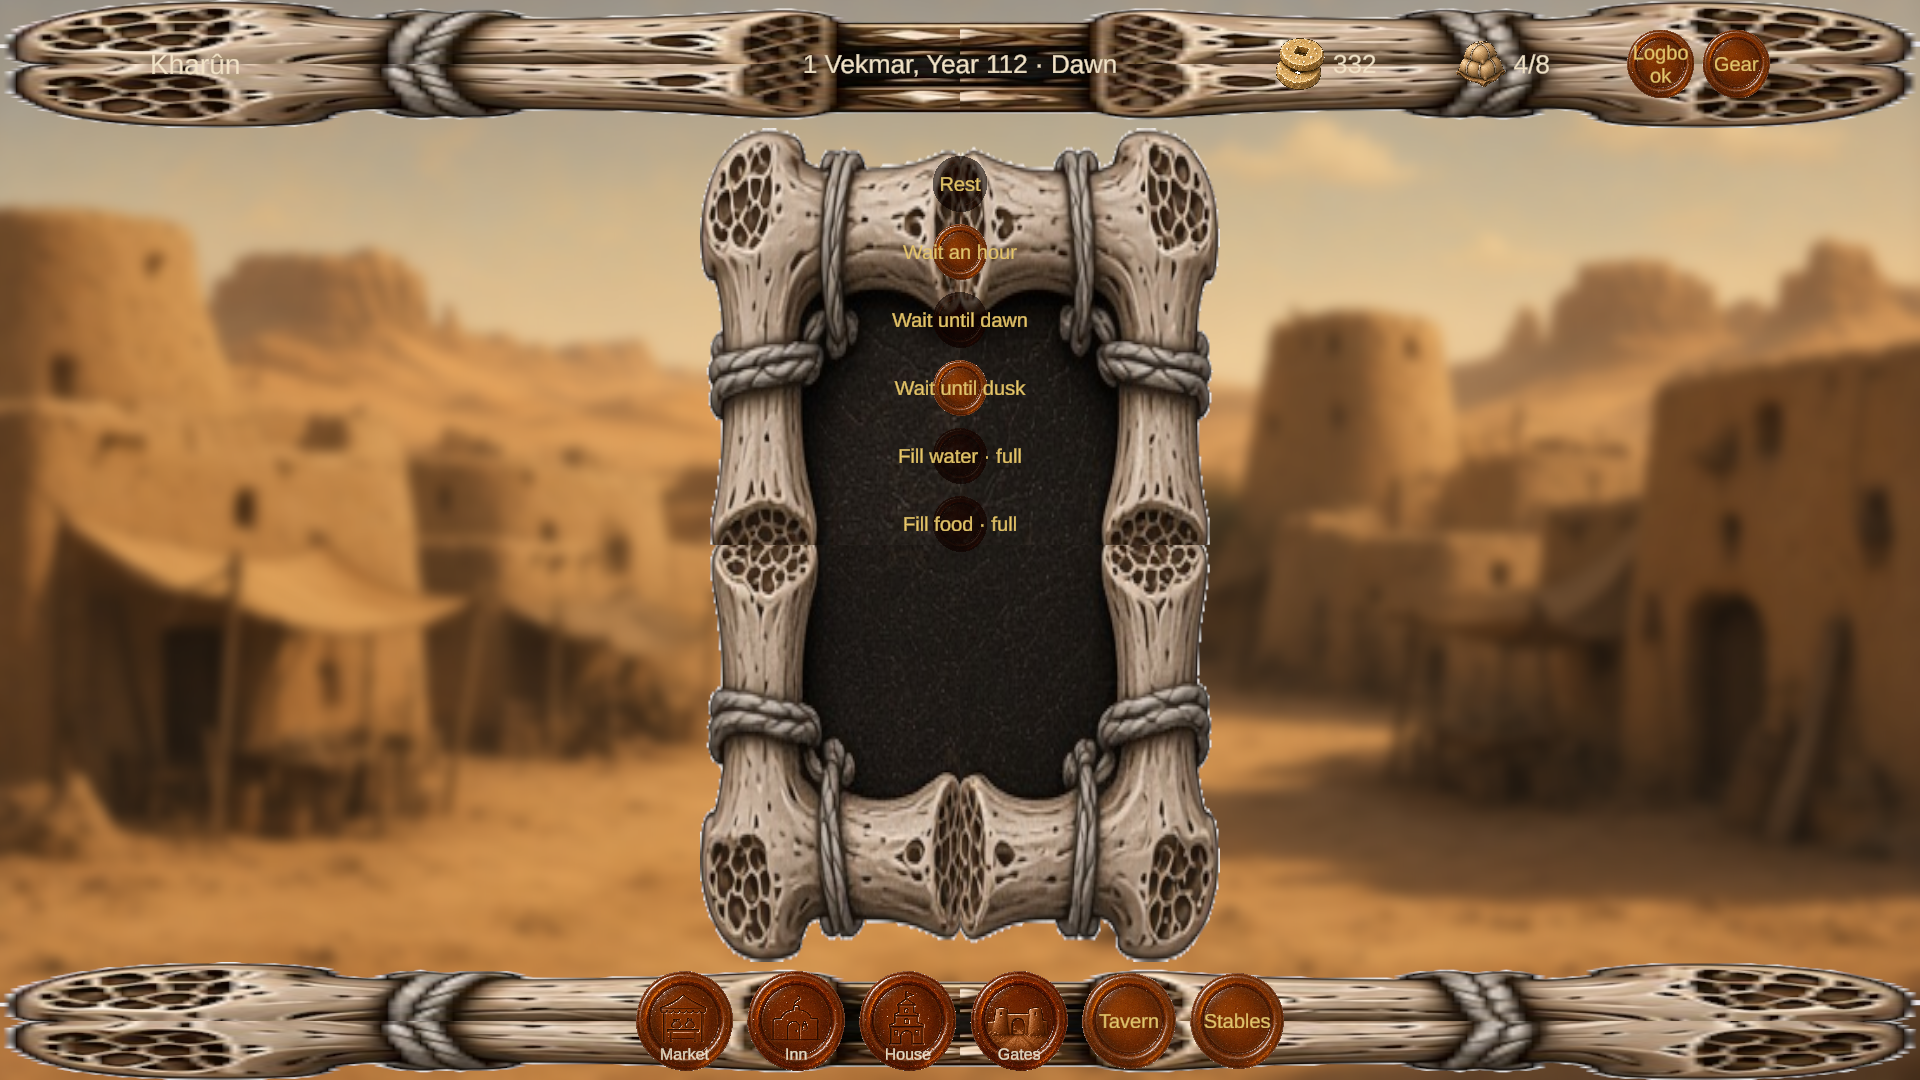 Kharûn
1 Vekmar, Year 112 · Dawn
332
4/8
Logbo
ok
Gear
Rest
Wait an hour
Wait until dawn
Wait until dusk
Fill water · full
Fill food · full
Market
Inn
House
Gates
Tavern
Stables